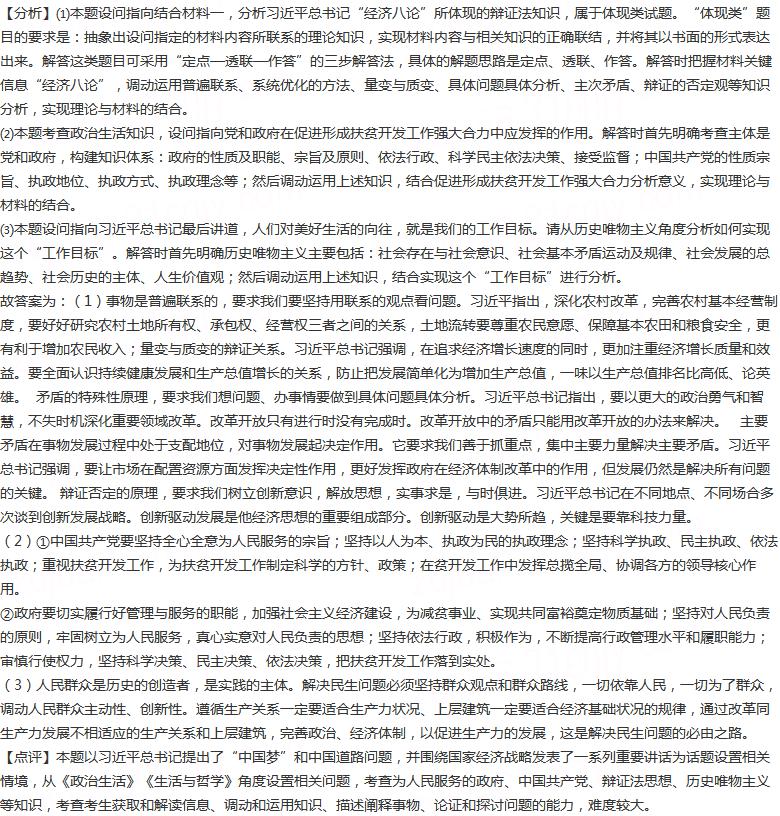 【分析】⑴本题设问指向结合材料一，分析习近平总书记“经济八论”所体现的辩证法知识，属于体现类试题。“体现类”题
目的要求是：抽象出设问指定的材料内容所联系的理论知识，实现材料内容与相关知识的正确联结，并将其以书面的形式表达
出来。解答这类题目可采用“定点—透联—作答”的三步解答法，具体的解题思路是定点、透联、作答。解答时把握材料关键
信息“经济八论”，调动运用普遍联系、系统优化的方法、量变与质变、具体问题具体分析、主次矛盾、辩证的否定观等知识
分析，实现理论与材料的结合。
⑵本题考查政治生活知识，设问指向党和政府在促进形成扶贫开发工作强大合力中应发挥的作用。解答时首先明确考查主体是
党和政府，构建知识体系：政府的性质及职能、宗旨及原则、依法行政、科学民主依法决策、接受监督；中国共产党的性质宗
旨、执政地位、执政方式、执政理念等；然后调动运用上述知识，结合促进形成扶贫开发工作强大合力分析意义，实现理论与
材料的结合。
⑶本题设问指向习近平总书记最后讲道，人们对美好生活的向往，就是我们的工作目标。请从历史唯物主义角度分析如何实现
这个“工作目标”。解答时首先明确历史唯物主义主要包括：社会存在与社会意识、社会基本矛盾运动及规律、社会发展的总
趋势、社会历史的主体、人生价值观；然后调动运用上述知识，结合实现这个“工作目标”进行分析。
故答案为：（1）事物是普遍联系的，要求我们要坚持用联系的观点看问题。习近平指出，深化农村改革，完善农村基本经营制
度，要好好研究农村土地所有权、承包权、经营权三者之间的关系，土地流转要尊重农民意愿、保障基本农田和粮食安全，更
有利于增加农民收入；量变与质变的辩证关系。习近平总书记强调，在追求经济增长速度的同时，更加注重经济增长质量和效
益。要全面认识持续健康发展和生产总值增长的关系，防止把发展简单化为增加生产总值，一味以生产总值排名比高低、论英
雄。 矛盾的特殊性原理，要求我们想问题、办事情要做到具体问题具体分析。习近平总书记指出，要以更大的政治勇气和智
慧，不失时机深化重要领域改革。改革开放只有进行时没有完成时。改革开放中的矛盾只能用改革开放的办法来解决。 主要
矛盾在事物发展过程中处于支配地位，对事物发展起决定作用。它要求我们善于抓重点，集中主要力量解决主要矛盾。习近平
总书记强调，要让市场在配置资源方面发挥决定性作用，更好发挥政府在经济体制改革中的作用，但发展仍然是解决所有问题
的关键。 辩证否定的原理，要求我们树立创新意识，解放思想，实事求是，与时俱进。习近平总书记在不同地点、不同场合多
次谈到创新发展战略。创新驱动发展是他经济思想的重要组成部分。创新驱动是大势所趋，关键是要靠科技力量。
（2）①中国共产党要坚持全心全意为人民服务的宗旨；坚持以人为本、执政为民的执政理念；坚持科学执政、民主执政、依法
执政；重视扶贫开发工作，为扶贫开发工作制定科学的方针、政策；在贫开发工作中发挥总揽全局、协调各方的领导核心作
用。
②政府要切实履行好管理与服务的职能，加强社会主义经济建设，为减贫事业、实现共同富裕奠定物质基础；坚持对人民负责
的原则，牢固树立为人民服务，真心实意对人民负责的思想；坚持依法行政，积极作为，不断提高行政管理水平和履职能力；
审慎行使权力，坚持科学决策、民主决策、依法决策，把扶贫开发工作落到实处。
（3）人民群众是历史的创造者，是实践的主体。解决民生问题必须坚持群众观点和群众路线，一切依靠人民，一切为了群众，
调动人民群众主动性、创新性。遵循生产关系一定要适合生产力状况、上层建筑一定要适合经济基础状况的规律，通过改革同
生产力发展不相适应的生产关系和上层建筑，完善政治、经济体制，以促进生产力的发展，这是解决民生问题的必由之路。
【点评】本题以习近平总书记提出了“中国梦”和中国道路问题，并围绕国家经济战略发表了一系列重要讲话为话题设置相关
情境，从《政治生活》《生活与哲学》角度设置相关问题，考查为人民服务的政府、中国共产党、辩证法思想、历史唯物主义
等知识，考查考生获取和解读信息、调动和运用知识、描述阐释事物、论证和探讨问题的能力，难度较大。